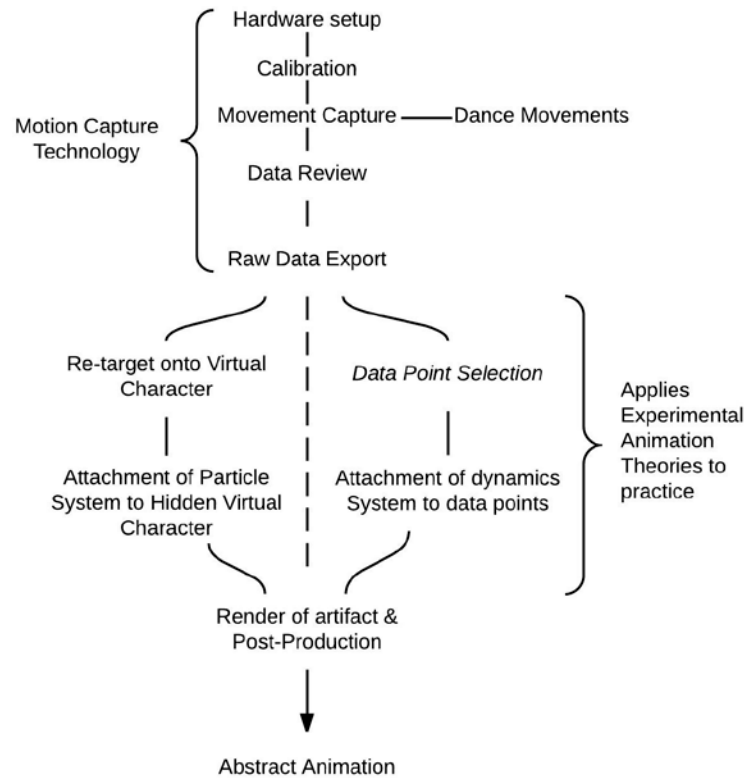 Hardware setup
Calibration
Movement Capture
Dance Movements
Motion Capture
Technology
Data Review
Raw Data Export
Re-target onto Virtual
Character
Data Point Selection
Applies
Experimental
Animation
Theories to
practice
Attachment of Particle
System to Hidden Virtual
Character
Attachment of dynamics
System to data points
Render of artifact &
Post-Production
Abstract Animation